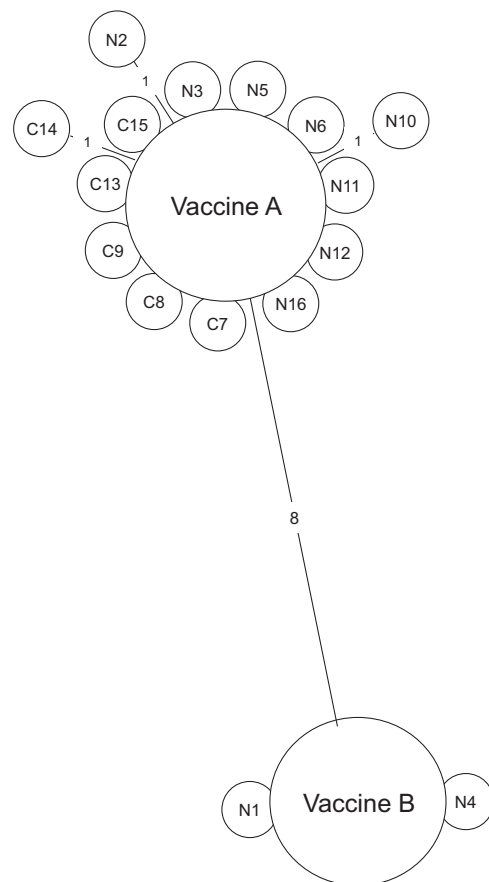 N2
1
N3
N5
C15
N6
N10
C14
1
1
C13
N11
Vaccine A
C9
N12
C8
N16
C7
8
N1
Vaccine B
N4